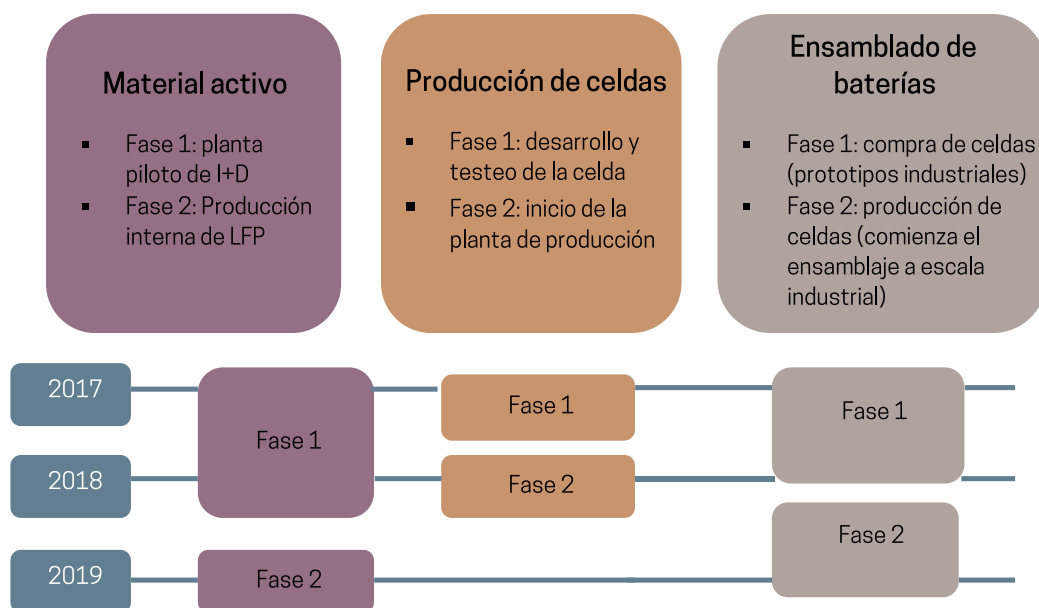 Material activo
▪ Fase 1: planta
piloto de I+D
▪ Fase 2: Producción
interna de LFP
Producción de celdas
▪ Fase 1: desarrollo y
testeo de la celda
▪ Fase 2: inicio de la
planta de producción
Ensamblado de
baterías
▪ Fase 1: compra de celdas
(prototipos industriales)
▪ Fase 2: producción de
celdas (comienza el
ensamblaje a escala
industrial)
2017
Fase 1
Fase 1
Fase 1
2018
Fase 2
Fase 2
2019
Fase 2